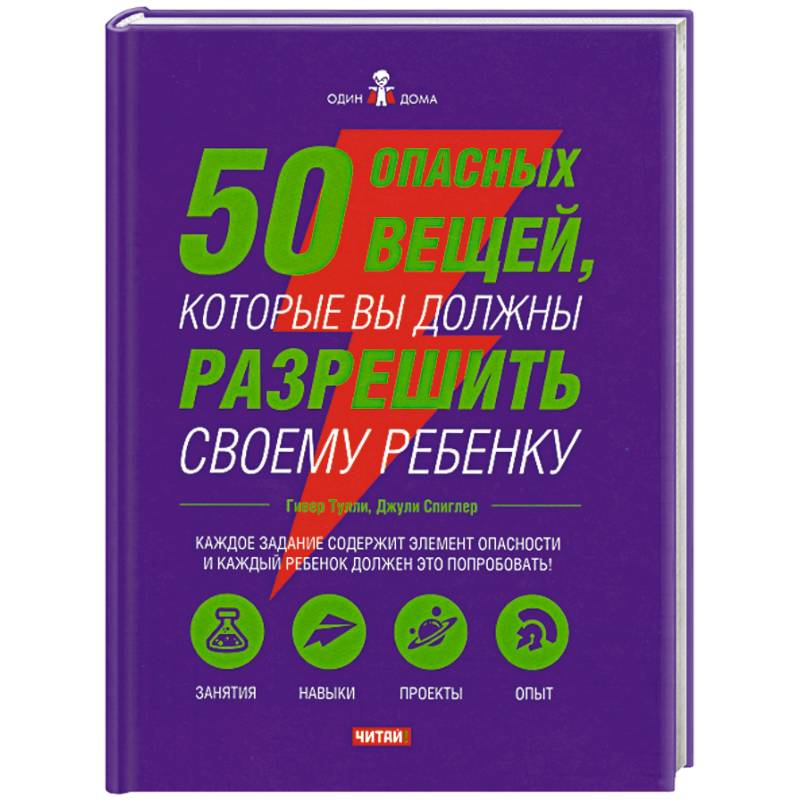 ОДИН ДОМА
50 ОПАСНЫХ
ВЕЩЕЙ,
КОТОРЫЕ ВЫ ДОЛЖНЫ
РАЗРЕШИТЬ
СВОЕМУ РЕБЕНКУ
Гивер Тулли, Джули Спиглер
КАЖДОЕ ЗАДАНИЕ СОДЕРЖИТ ЭЛЕМЕНТ ОПАСНОСТИ
И КАЖДЫЙ РЕБЕНОК ДОЛЖЕН ЭТО ПОПРОБОВАТЬ!
ЗАНЯТИЯ НАВЫКИ ПРОЕКТЫ ОПЫТ
ЧИТАЙ!